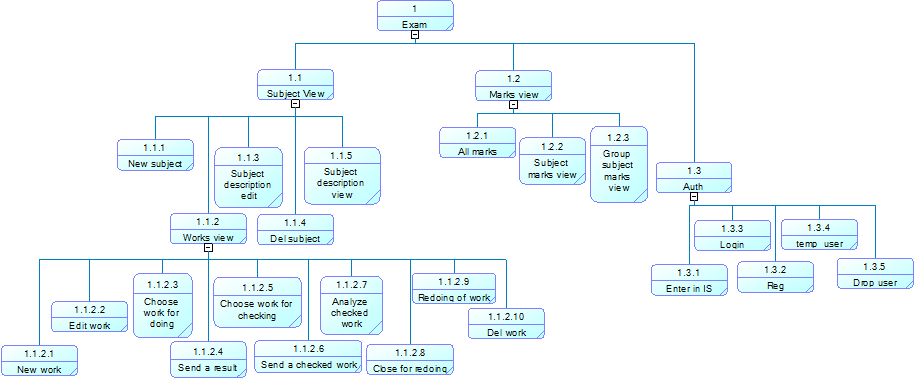 1
Exam
1.1
Subject View
1.2
Marks view
1.1.1
New subject
1.1.3
Subject
description
edit
1.1.5
Subject
description
view
1.2.1
All marks
1.2.2
Subject
marks view
1.2.3
Group
subject
marks
view
1.3
Auth
1.1.2
Works view
1.1.4
Del subject
1.3.3
Login
1.3.4
temp_user
1.3.1
Enter in IS
1.3.2
Reg
1.3.5
Drop user
1.1.2.3
Choose
work for
doing
1.1.2.5
Choose work for
checking
1.1.2.7
Analyze
checked
work
1.1.2.9
Redoing of work
1.1.2.2
Edit work
1.1.2.10
Del work
1.1.2.1
New work
1.1.2.4
Send a result
1.1.2.6
Send a checked work
1.1.2.8
Close for redoing